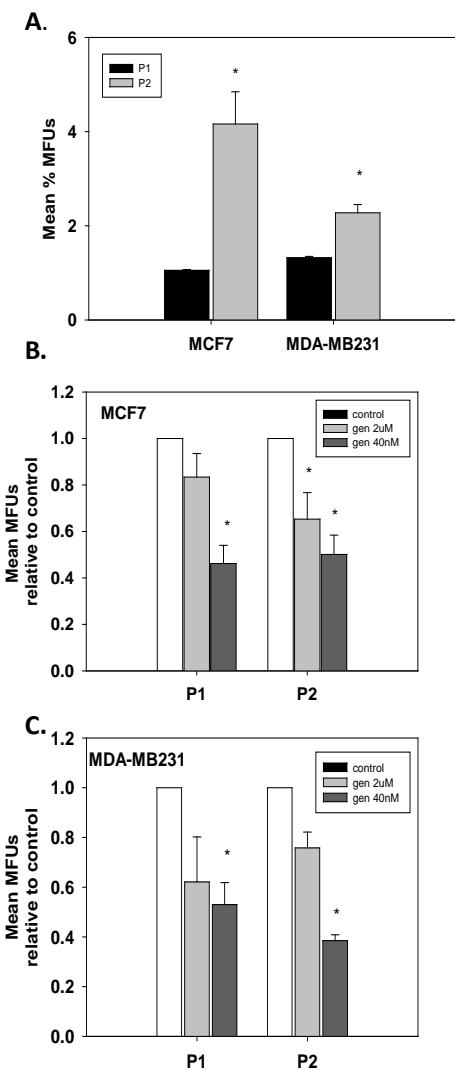 A.
6
4
2
0
Mean % MFUs
P1
P2
*
*
MCF7 MDA-MB231
B.
1.2
1.0
0.8
0.6
0.4
0.2
0.0
Mean MFUs
relative to control
MCF7
control
gen 2uM
gen 40nM
*
*
*
P1 P2
C.
1.2
1.0
0.8
0.6
0.4
0.2
0.0
Mean MFUs
relative to control
MDA-MB231
control
gen 2uM
gen 40nM
*
*
P1 P2